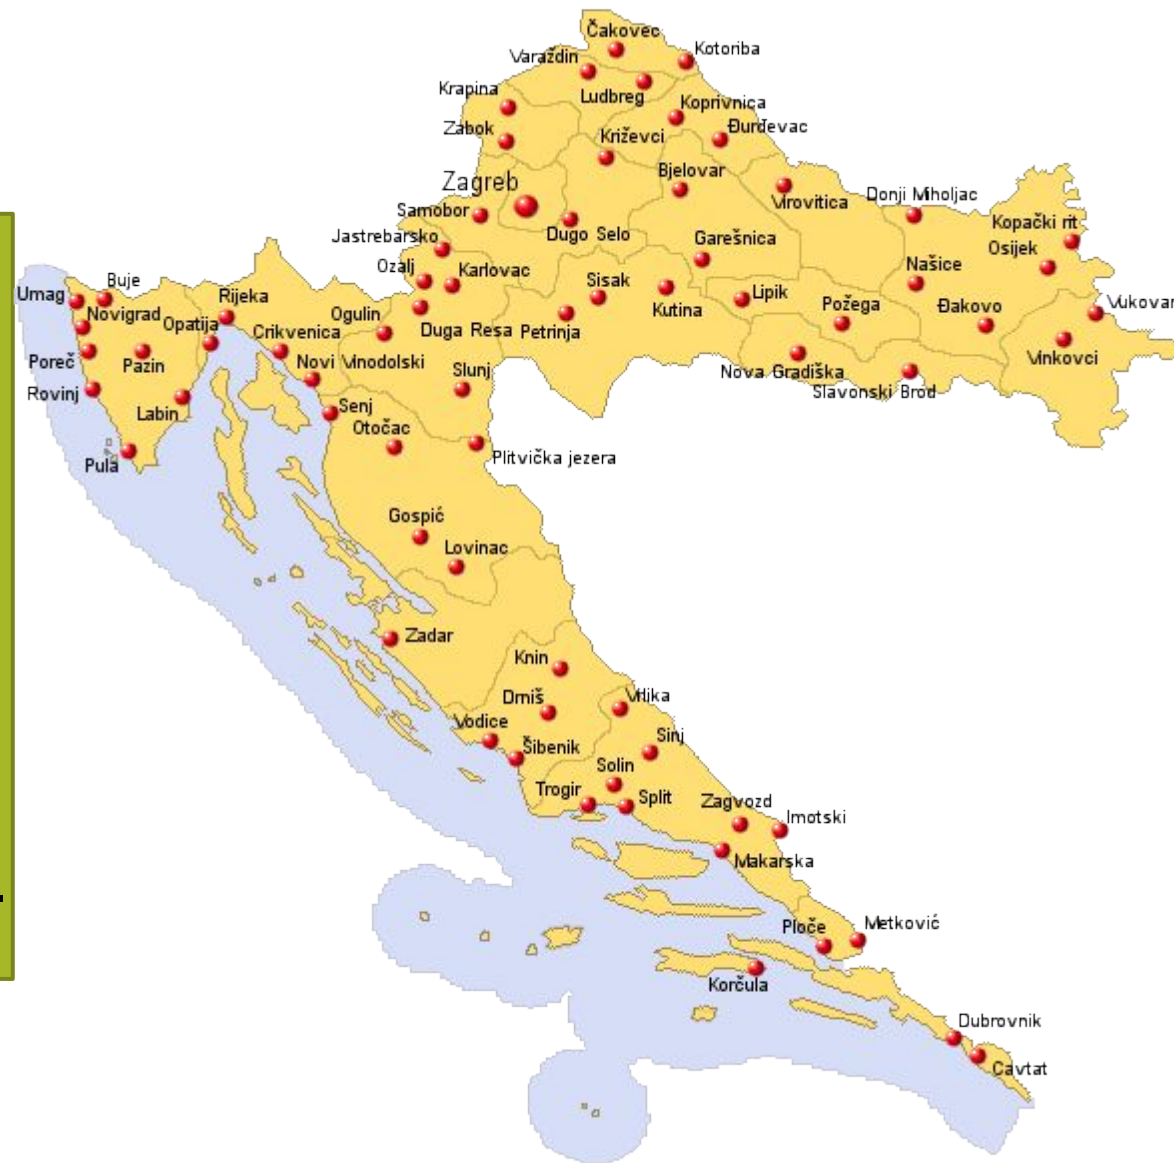 Čakovec
Kotoriba
Varaždin
Ludbreg
Krapina
Koprivnica
Zabok
Križevci
Đurđevac
Bjelovar
Zagreb
Virovitica
Donji Miholjac
Samobor
Dugo Selo
Kopački rit
Jastrebarsko
Garešnica
Osijek
Ozalj
Karlovac
Sisak
Našice
Buje
Umag
Rijeka
Lipik
Požega
Đakovo
Vukovar
Novigrad
Opatija
Crikvenica
Ogulin
Duga Resa
Petrinja
Kutina
Vinkovci
Poreč
Pazin
Novi Vinodolski
Slunj
Nova Gradiška
Slavonski Brod
Rovinj
Labin
Senj
Otočac
Pula
Plitvička jezera
Gospić
Lovinac
Zadar
Knin
Drniš
Vrlika
Vodice
Šibenik
Sinj
Solin
Trogir
Split
Zagvozd
Imotski
Makarska
Ploče
Metković
Korčula
Dubrovnik
Cavtat